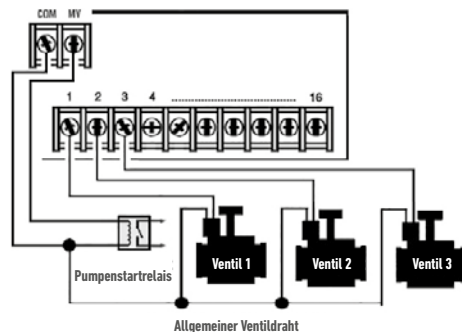 COM MV
1 2 3 4 16
Ventil 1 Ventil 2 Ventil 3
Pumpenstartrelais
Allgemeiner Ventildraht